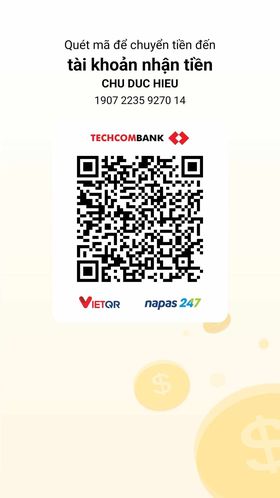 Quét mã để chuyển tiền đến
tài khoản nhận tiền
CHU DUC HIEU
1907 2235 9270 14
TECHCOMBANK
VIETQR
napas 247